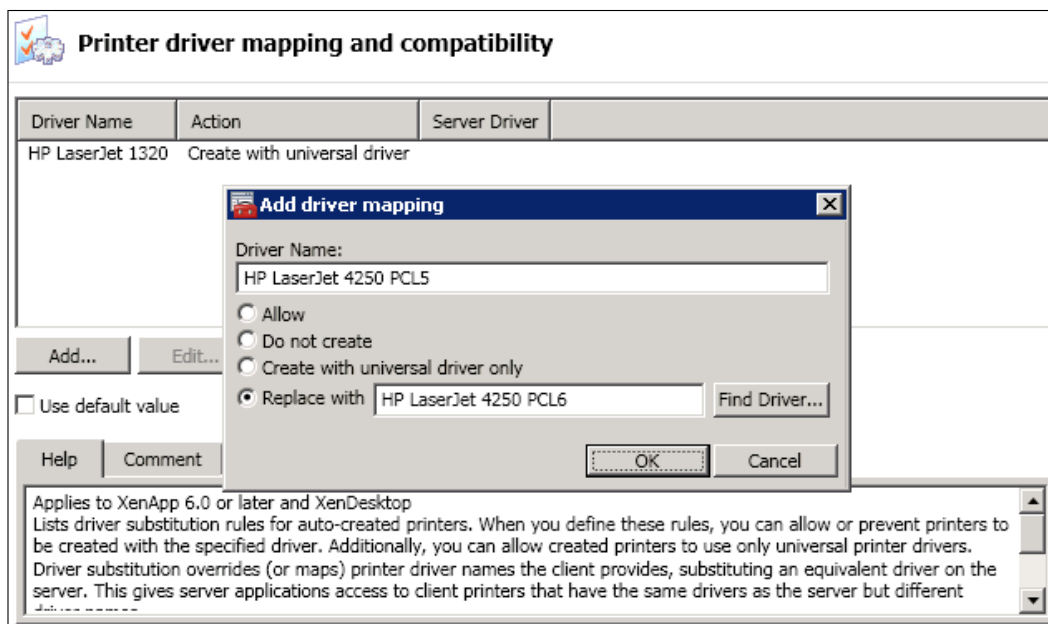 Printer driver mapping and compatibility
Driver Name Action Server Driver
HP LaserJet 1320 Create with universal driver
Add driver mapping
Driver Name:
HP LaserJet 4250 PCL5
Allow
Do not create
Create with universal driver only
Replace with HP LaserJet 4250 PCL6 Find Driver...
OK Cancel
Add... Edit...
Use default value
Help Comment
Applies to XenApp 6.0 or later and XenDesktop
Lists driver substitution rules for auto-created printers. When you define these rules, you can allow or prevent printers to
be created with the specified driver. Additionally, you can allow created printers to use only universal printer drivers.
Driver substitution overrides (or maps) printer driver names the client provides, substituting an equivalent driver on the
server. This gives server applications access to client printers that have the same drivers as the server but different